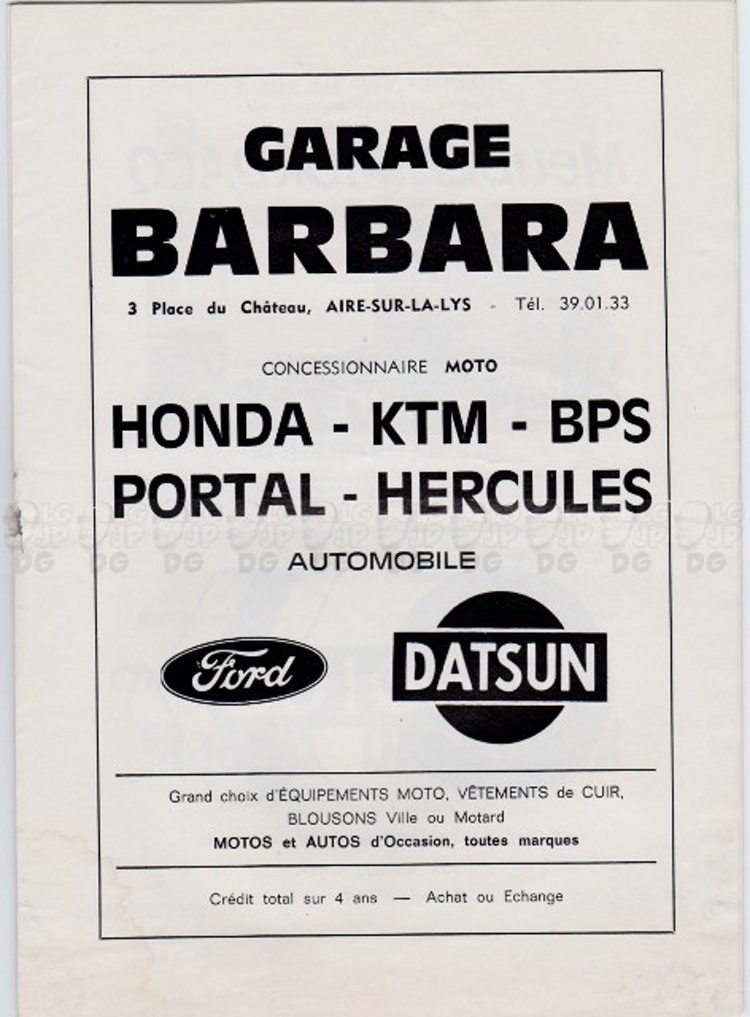 GARAGE
BARBARA
3 Place du Château, AIRE-SUR-LA-LYS - Tél. 39.01.33
CONCESSIONNAIRE MOTO
HONDA - KTM - BPS
PORTAL - HERCULES
AUTOMOBILE
Ford
DATSUN
Grand choix d'ÉQUIPEMENTS MOTO, VÊTEMENTS de CUIR,
BLOUSONS Ville ou Motard
MOTOS et AUTOS d'Occasion, toutes marques
Crédit total sur 4 ans — Achat ou Echange